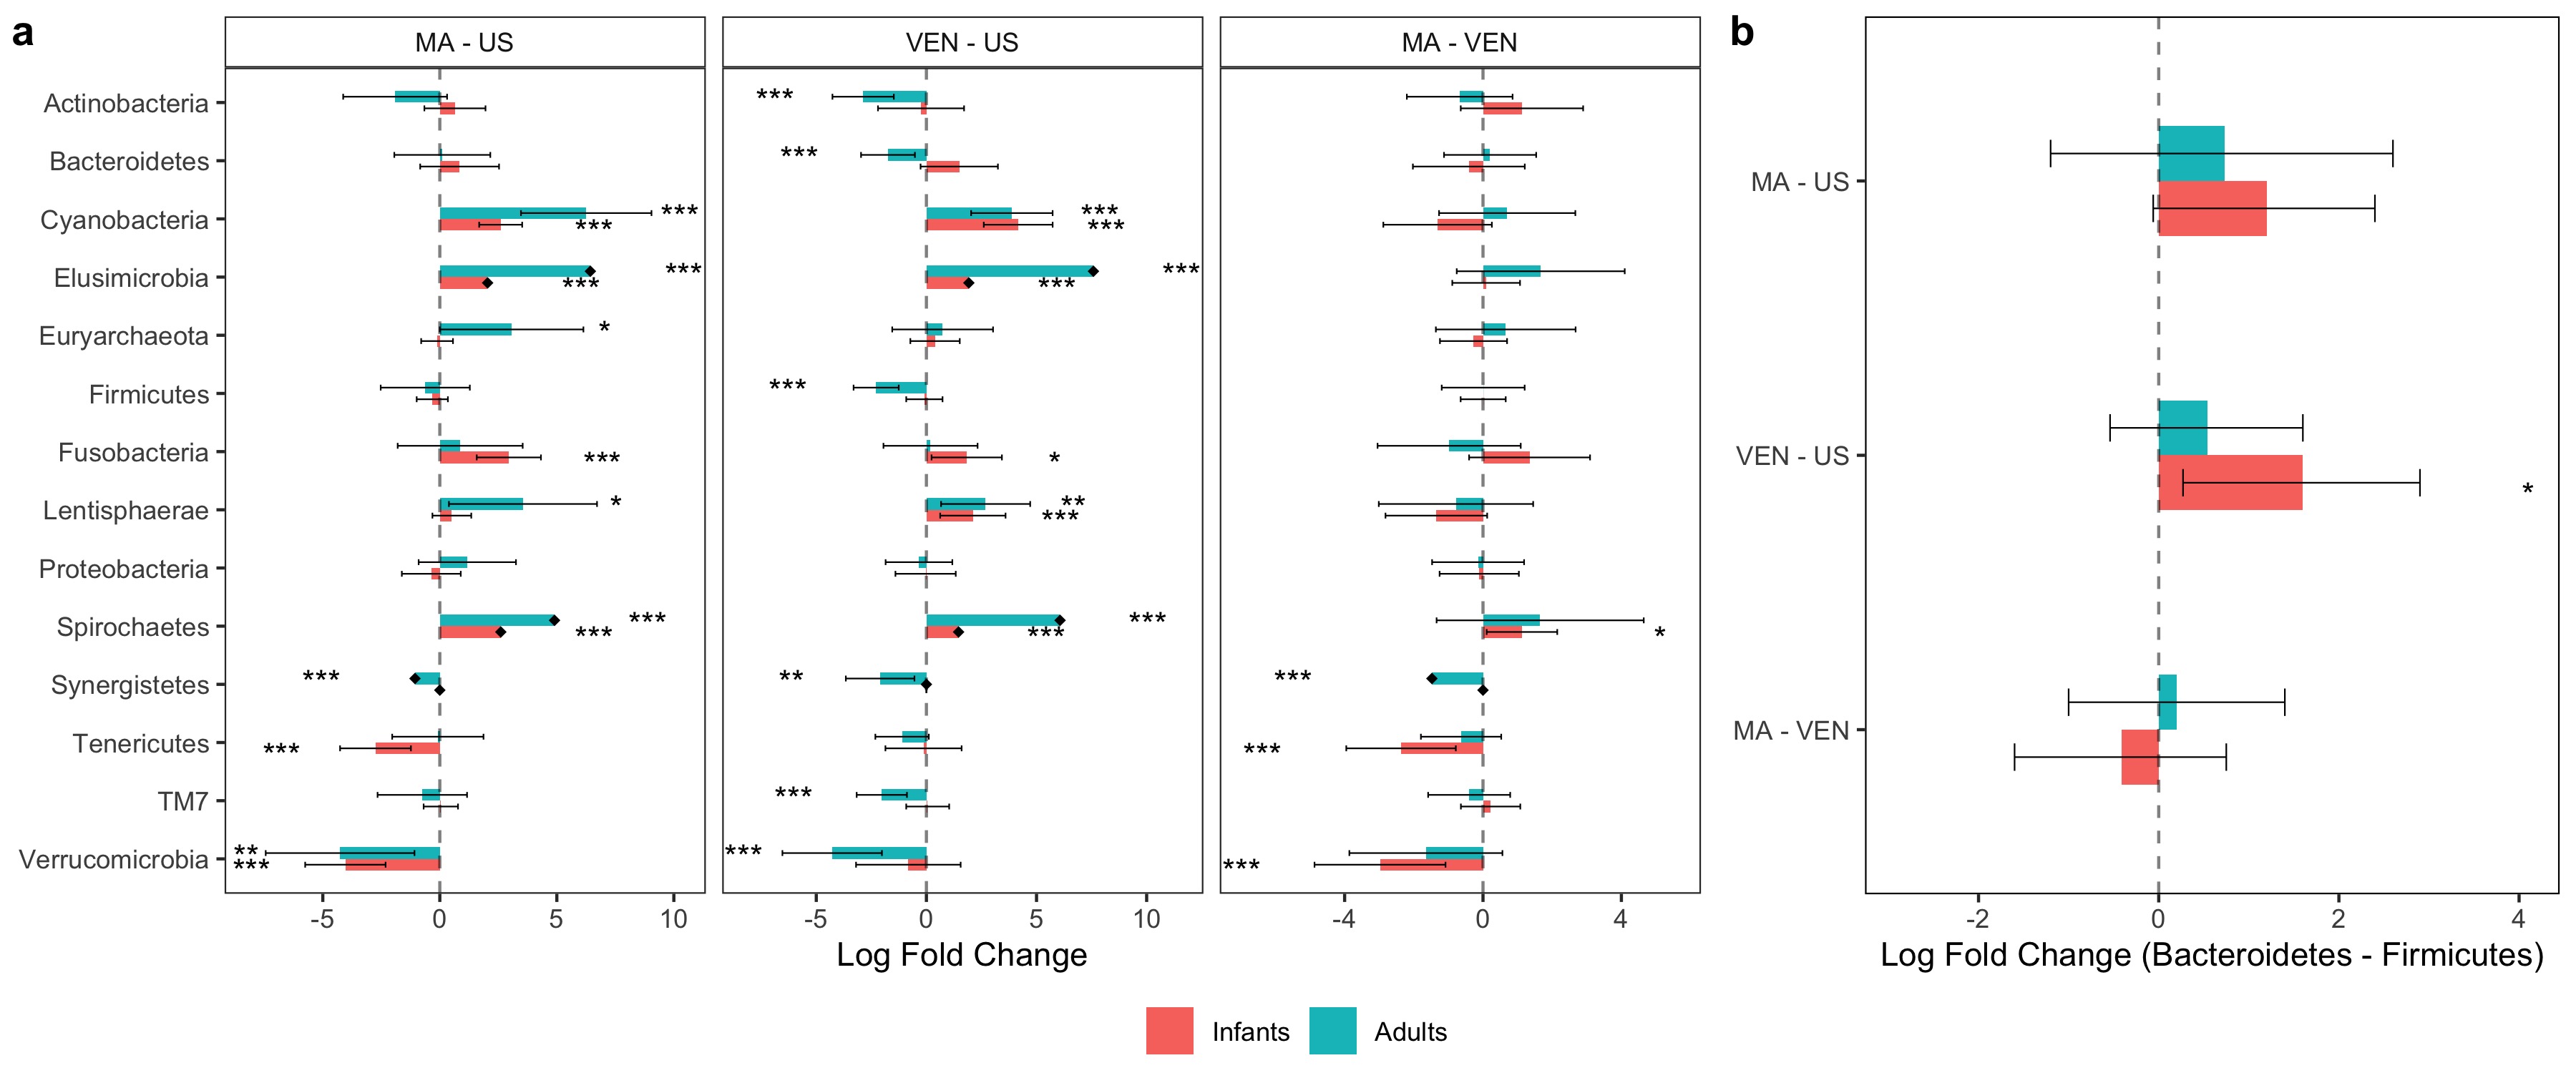 a
b
MA - US
VEN - US
MA - VEN
Actinobacteria
***
Bacteroidetes
***
Cyanobacteria
***
***
***
***
Elusimicrobia
***
***
***
***
Euryarchaeota
*
Firmicutes
***
Fusobacteria
***
*
Lentisphaerae
*
**
***
Proteobacteria
Spirochaetes
***
***
***
***
*
Synergistetes
***
**
***
Tenericutes
***
***
TM7
***
Verrucomicrobia
**
***
***
***
-5 0 5 10
-5 0 5 10
-4 0 4
Log Fold Change
MA - US
VEN - US
*
MA - VEN
-2 0 2 4
Log Fold Change (Bacteroidetes - Firmicutes)
Infants
Adults